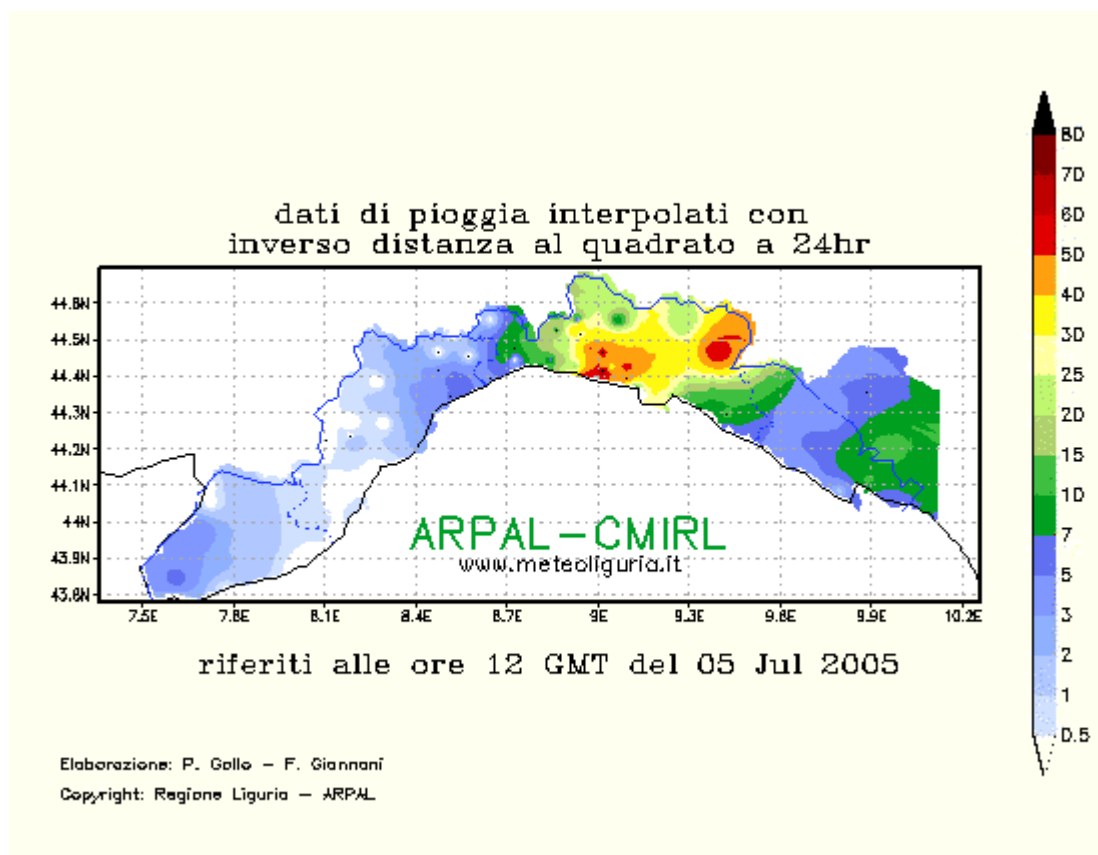 dati di pioggia interpolati con
inverso distanza al quadrato a 24hr
44.6N
44.5N
44.4N
44.3N
44.2N
44.1N
44N
43.9N
43.8N
7.5E 7.8E 8.1E 8.4E 8.7E 9E 9.3E 9.6E 9.9E 10.2E
80
70
60
50
40
30
25
20
15
10
7
5
3
2
1
0.5
ARPAL-CMIRL
www.meteoliguria.it
riferiti alle ore 12 GMT del 05 Jul 2005
Elaborazione: P. Gollo - F. Giannani
Copyright: Regione Liguria - ARPAL